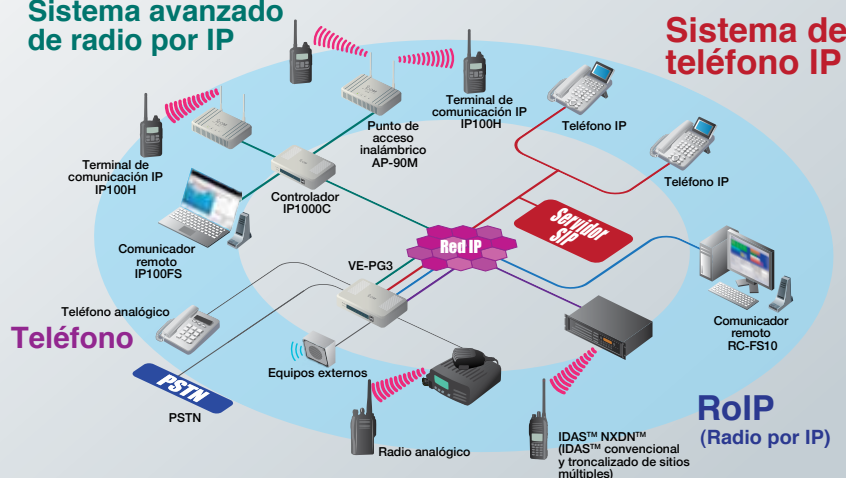 Sistema avanzado
de radio por IP
Sistema de
teléfono IP
Terminal de
comunicación IP
IP100H
Punto de
acceso
inalámbrico
AP-90M
Teléfono IP
Teléfono IP
Terminal de
comunicación IP
IP100H
Controlador
IP1000C
Servidor
SIP
Red IP
Comunicador
remoto
IP100FS
VE-PG3
Teléfono analógico
Teléfono
Comunicador
remoto
RC-FS10
Equipos externos
PSTN
PSTN
RoIP
(Radio por IP)
Radio analógico
IDAS™ NXDN™
(IDAS™ convencional
y troncalizado de sitios
múltiples)